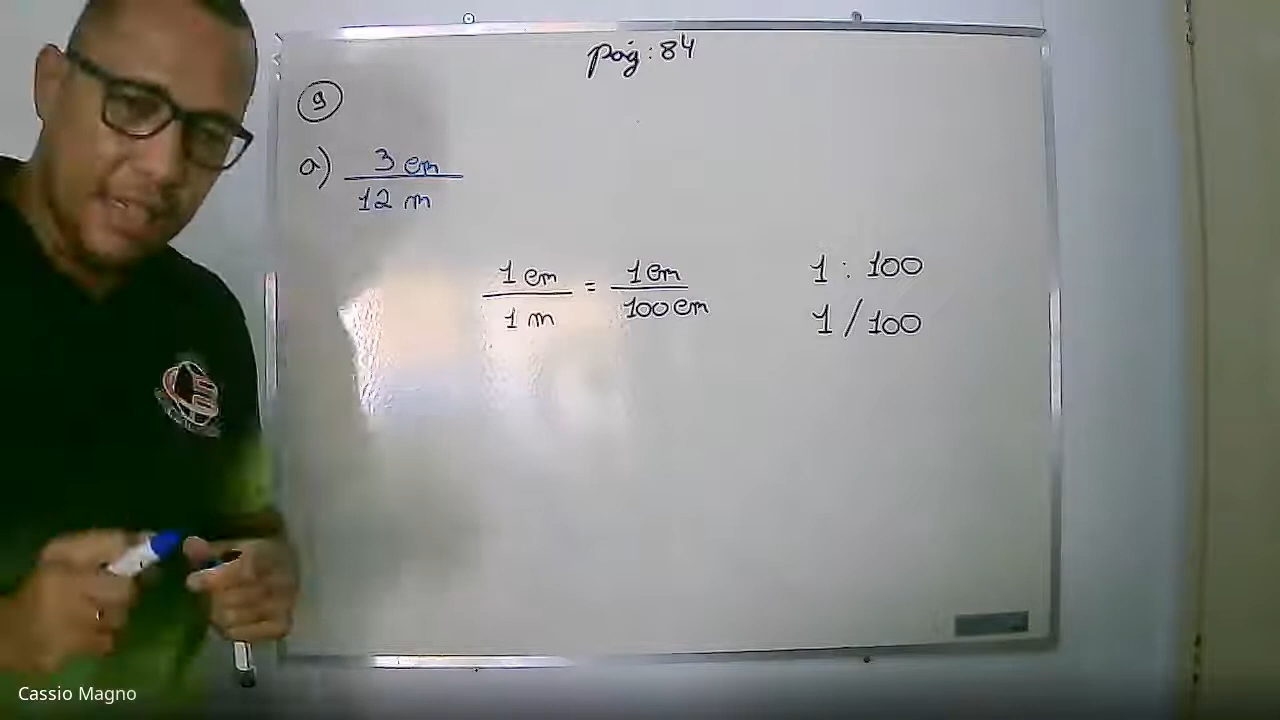 pág: 84
9
a) 3 cm
12 m
1 cm = 1 cm
1 m 100 cm
1 : 100
1 / 100
Cassio Magno